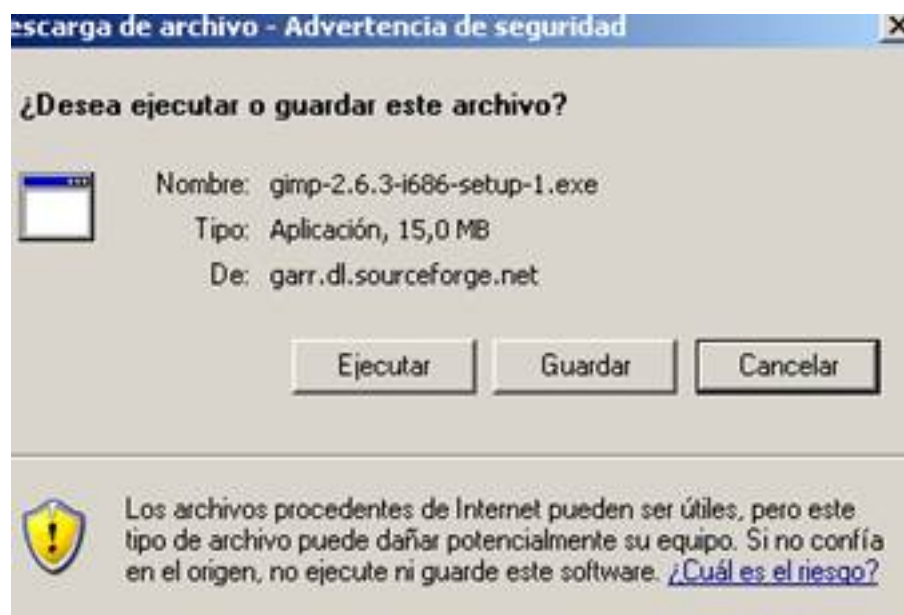 escarga de archivo - Advertencia de seguridad
¿Desea ejecutar o guardar este archivo?
Nombre: gimp-2.6.3-i686-setup-1.exe
Tipo: Aplicación, 15,0 MB
De: garr.dl.sourceforge.net
Ejecutar Guardar Cancelar
Los archivos procedentes de Internet pueden ser útiles, pero este
tipo de archivo puede dañar potencialmente su equipo. Si no confía
en el origen, no ejecute ni guarde este software. ¿Cuál es el riesgo?